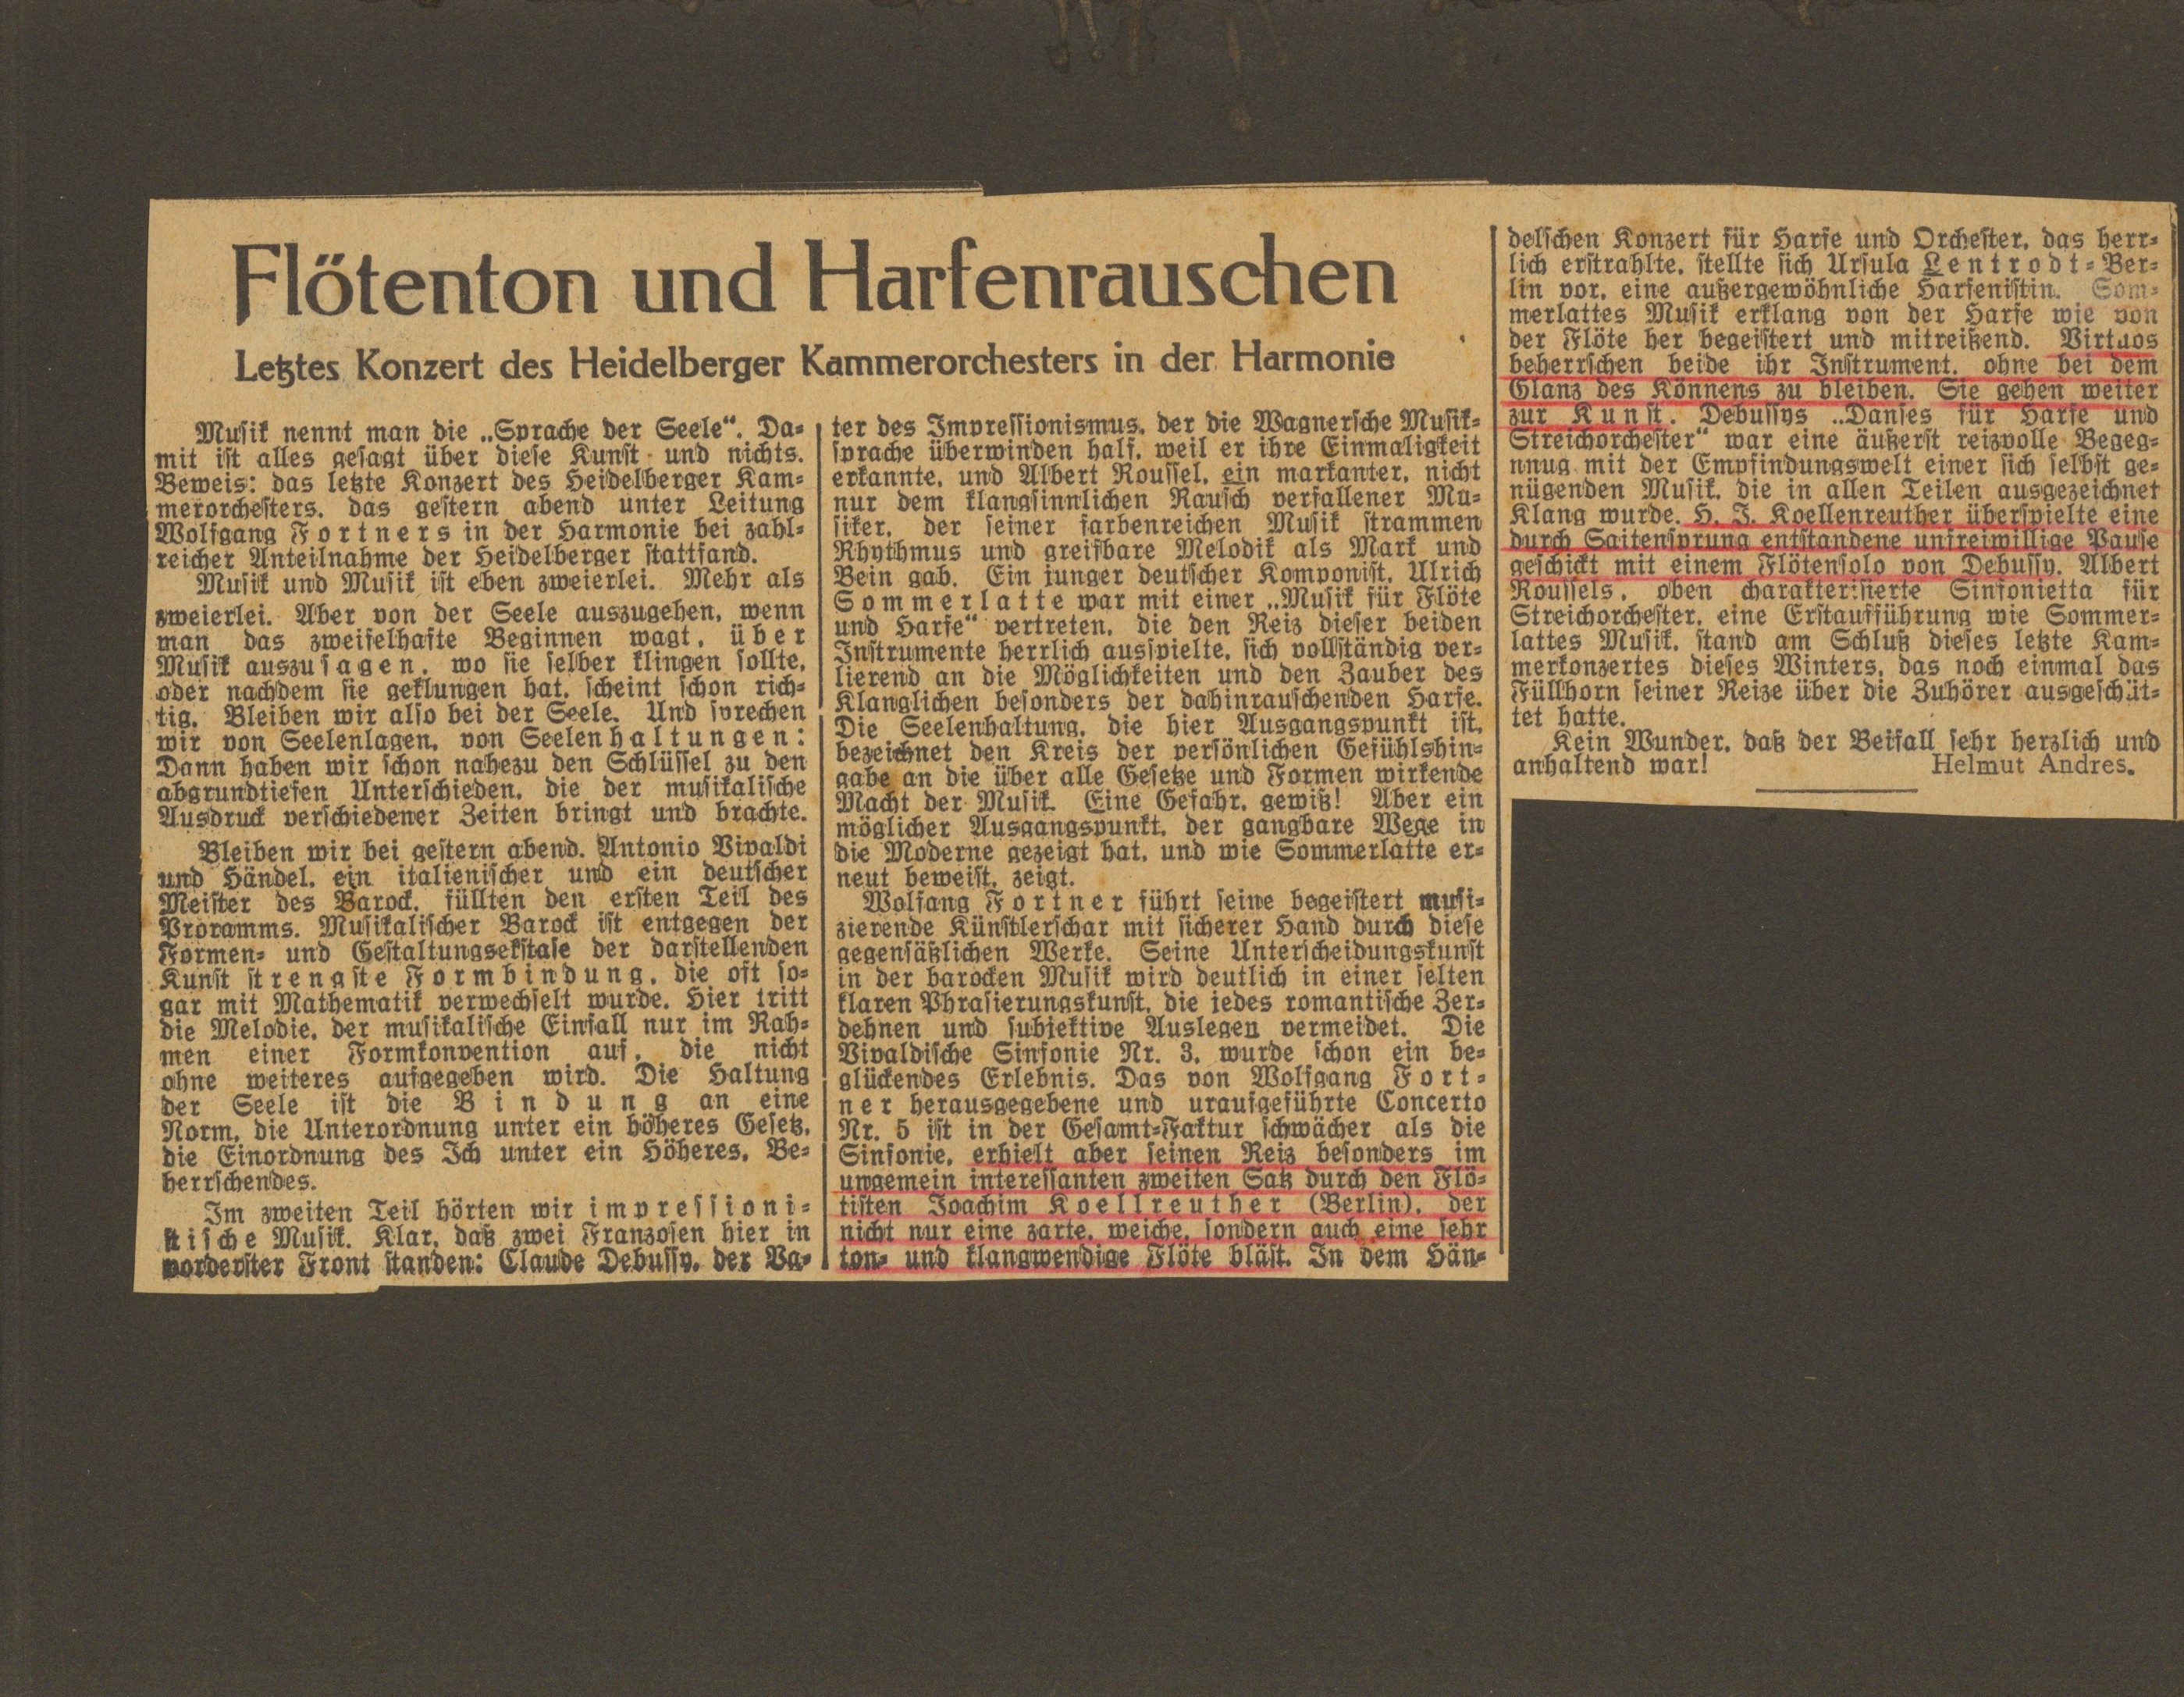 Flötenton und Harfenrauschen
Letztes Konzert des Heidelberger Kammerorchesters in der Harmonie
Musik nennt man die „Sprache der Seele“. Da-
mit ist alles gesagt über diese Kunst und nichts.
Beweis: das letzte Konzert des Heidelberger Kam-
merorchesters, das gestern abend unter Leitung
Wolfgang Fortners in der Harmonie bei zahl-
reicher Anteilnahme der Heidelberger stattfand.
Musik und Musik ist eben zweierlei. Mehr als
zweierlei. Aber von der Seele auszugehen, wenn
man das zweifelhafte Beginnen wagt, über
Musik auszusagen, wo sie selber klingen sollte,
oder nachdem sie geklungen hat, scheint schon rich-
tig. Bleiben wir also bei der Seele. Und sprechen
wir von Seelenlagen, von Seelenhaltungen:
Dann haben wir schon nahezu den Schlüssel zu den
abgrundtiefen Unterschieden, die der musikalische
Ausdruck verschiedener Zeiten bringt und brachte.
Bleiben wir bei gestern abend. Antonio Vivaldi
und Händel, ein italienischer und ein deutscher
Meister des Barock, füllten den ersten Teil des
Proramms. Musikalischer Barock ist entgegen der
Formen- und Gestaltungsekstase der darstellenden
Kunst strengste Formbindung, die oft so-
gar mit Mathematik verwechselt wurde. Hier tritt
die Melodie, der musikalische Einfall nur im Rah-
men einer Formkonvention auf, die nicht
ohne weiteres aufgegeben wird. Die Haltung
der Seele ist die Bindung an eine
Norm, die Unterordnung unter ein höheres Gesetz,
die Einordnung des Ich unter ein Höheres, Be-
herrschendes.
Im zweiten Teil hörten wir impressioni-
stische Musik. Klar, daß zwei Franzosen hier in
vorderster Front standen: Claude Debussy, der Va-
ter des Impressionismus, der die Wagnersche Musik-
sprache überwinden half, weil er ihre Einmaligkeit
erkannte, und Albert Roussel, ein markanter, nicht
nur dem klangsinnlichen Rausch verfallener Mu-
siker, der seiner farbenreichen Musik strammen
Rhythmus und greifbare Melodik als Mark und
Bein gab. Ein junger deutscher Komponist, Ulrich
Sommerlatte war mit einer „Musik für Flöte
und Harfe“ vertreten, die den Reiz dieser beiden
Instrumente herrlich ausspielte, sich vollständig ver-
lierend an die Möglichkeiten und den Zauber des
Klanglichen besonders der dahinrauschenden Harfe.
Die Seelenhaltung, die hier Ausgangspunkt ist,
bezeichnet den Kreis der persönlichen Gefühlshin-
gabe an die über alle Gesetze und Formen wirkende
Macht der Musik. Eine Gefahr, gewiß! Aber ein
möglicher Ausgangspunkt, der gangbare Wege in
die Moderne gezeigt hat, und wie Sommerlatte er-
neut beweist, zeigt.
Wolfang Fortner führt seine begeistert musi-
zierende Künstlerschar mit sicherer Hand durch diese
gegensätzlichen Werke. Seine Unterscheidungskunst
in der barocken Musik wird deutlich in einer selten
klaren Phrasierungskunst, die jedes romantische Zer-
dehnen und subjektive Auslegen vermeidet. Die
Vivaldische Sinfonie Nr. 3, wurde schon ein be-
glückendes Erlebnis. Das von Wolfgang Fort-
ner herausgegebene und uraufgeführte Concerto
Nr. 5 ist in der Gesamt-Faktur schwächer als die
Sinfonie, erhielt aber seinen Reiz besonders im
ungemein interessanten zweiten Satz durch den Flö-
tisten Joachim Koellreuther (Berlin), der
nicht nur eine zarte, weiche, sondern auch eine sehr
ton- und klangwendige Flöte bläst. In dem Hän-
delschen Konzert für Harfe und Orchester, das herr-
lich erstrahlte, stellte sich Ursula Lentrodt-Ber-
lin vor, eine außergewöhnliche Harfenistin. Som-
merlattes Musik erklang von der Harfe wie von
der Flöte her begeistert und mitreißend. Virtuos
beherrschen beide ihr Instrument, ohne bei dem
Glanz des Könnens zu bleiben. Sie gehen weiter
zur Kunst. Debussys „Danses für Harfe und
Streichorchester“ war eine äußerst reizvolle Begeg-
nnug mit der Empfindungswelt einer sich selbst ge-
nügenden Musik, die in allen Teilen ausgezeichnet
Klang wurde. H. J. Koellenreuther überspielte eine
durch Saitensprung entstandene unfreiwillige Pause
geschickt mit einem Flötensolo von Debussy. Albert
Roussels, oben charakterisierte Sinfonietta für
Streichorchester, eine Erstaufführung wie Sommer-
lattes Musik, stand am Schluß dieses letzte Kam-
merkonzertes dieses Winters, das noch einmal das
Füllhorn seiner Reize über die Zuhörer ausgeschüt-
tet hatte.
Kein Wunder, daß der Beifall sehr herzlich und
anhaltend war! Helmut Andres.